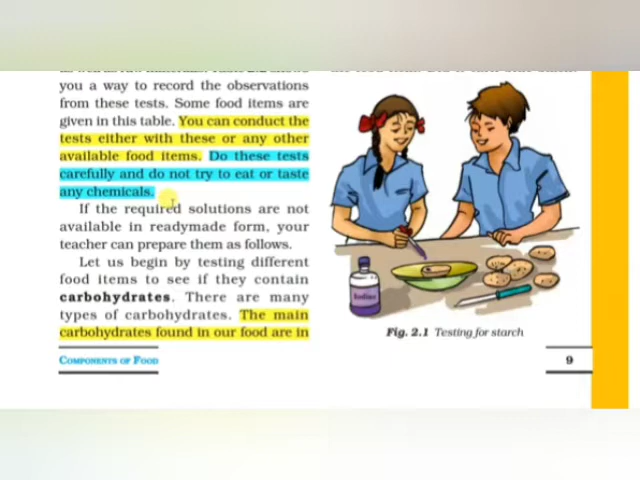 you a way to record the observations
from these tests. Some food items are
given in this table. You can conduct the
tests either with these or any other
available food items. Do these tests
carefully and do not try to eat or taste
any chemicals.
If the required solutions are not
available in readymade form, your
teacher can prepare them as follows.
Let us begin by testing different
food items to see if they contain
carbohydrates. There are many
types of carbohydrates. The main
carbohydrates found in our food are in
Iodine
Fig. 2.1 Testing for starch
COMPONENTS OF FOOD
9